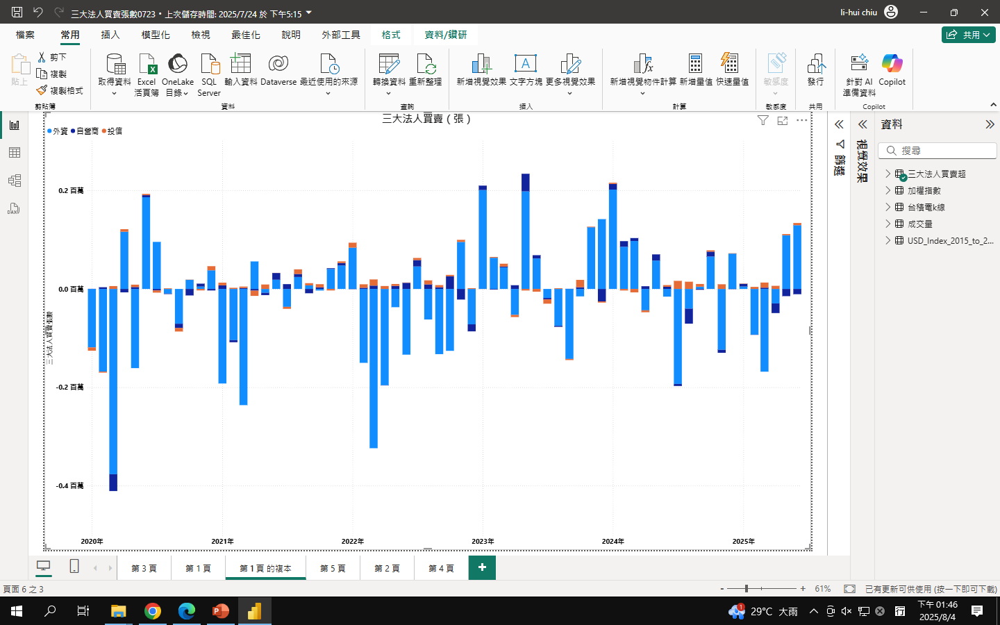 三大法人買賣張數0723 • 上次儲存時間: 2025/7/24 於 下午5:15
li-hui chiu
檔案 常用 插入 模型化 檢視 最佳化 說明 外部工具 格式 資料/鑽研
共用
貼上
剪下
複製
複製格式
取得資料
Excel
活頁簿
OneLake
目錄
SQL
Server
輸入資料
Dataverse
最近使用的來源
轉換資料
重新整理
新增視覺效果
文字方塊
更多視覺效果
新增視覺物件計算
新增量值
快速量值
敏感度
發行
針對 AI
準備資料
Copilot
剪貼簿 資料 查詢 插入 計算 敏感度 共用 Copilot
三大法人買賣（張）
外資 自營商 投信
三大法人買賣張數
0.2 百萬
0.0 百萬
-0.2 百萬
-0.4 百萬
2020年 2021年 2022年 2023年 2024年 2025年
篩選
視覺效果
資料
搜尋
三大法人買賣超
加權指數
台積電k線
成交量
USD_Index_2015_to_2...
DAX
第 3 頁 第 1 頁 第 1 頁 的複本 第 5 頁 第 2 頁 第 4 頁 +
頁面 6 之 3
- + 61%
已有更新可供使用 (按一下即可下載)
1
29°C 大雨
行
下午 01:46
2025/8/4